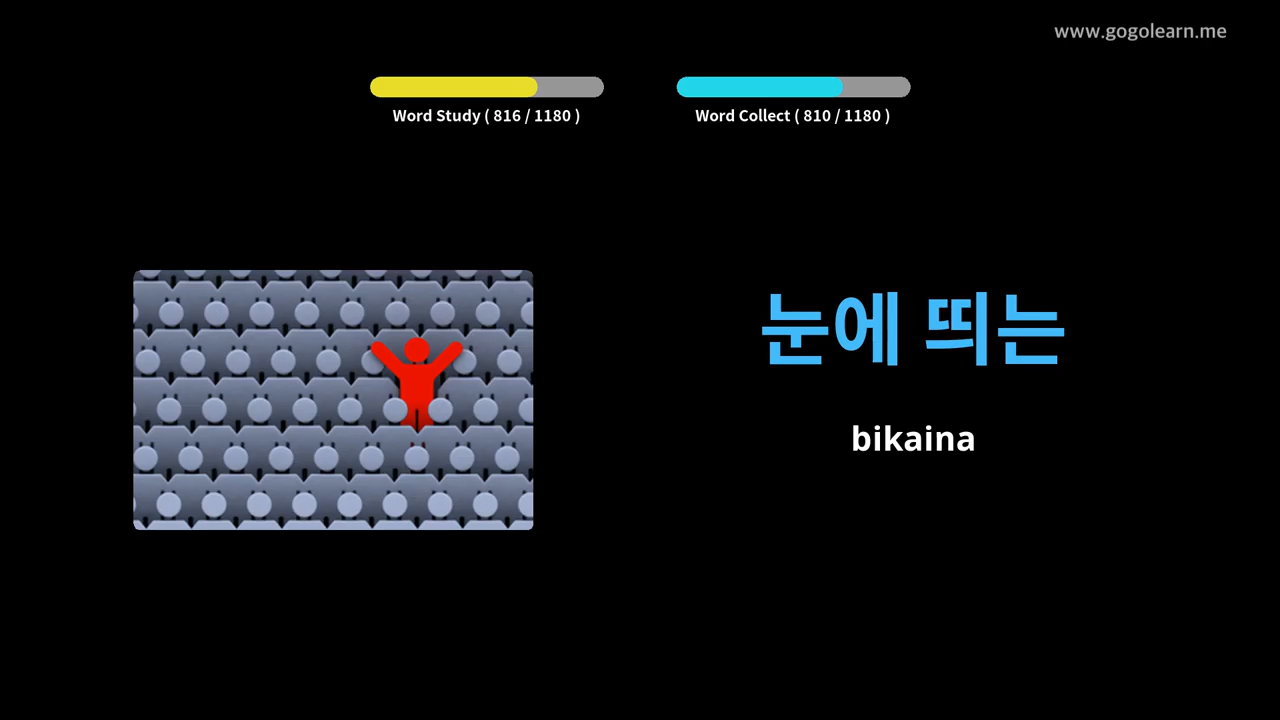 www.gogolearn.me
Word Study ( 816 / 1180 )
Word Collect ( 810 / 1180 )
눈에 띄는
bikaina